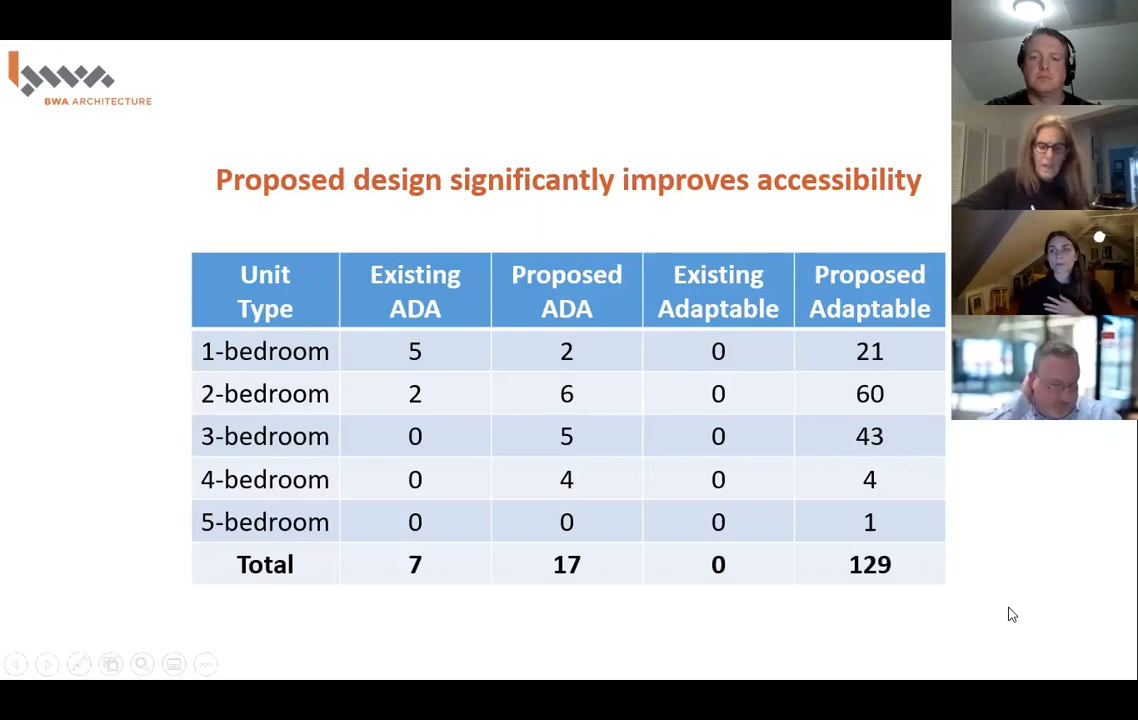 BWA ARCHITECTURE
Proposed design significantly improves accessibility
Unit Type | Existing ADA | Proposed ADA | Existing Adaptable | Proposed Adaptable
1-bedroom | 5 | 2 | 0 | 21
2-bedroom | 2 | 6 | 0 | 60
3-bedroom | 0 | 5 | 0 | 43
4-bedroom | 0 | 4 | 0 | 4
5-bedroom | 0 | 0 | 0 | 1
Total | 7 | 17 | 0 | 129